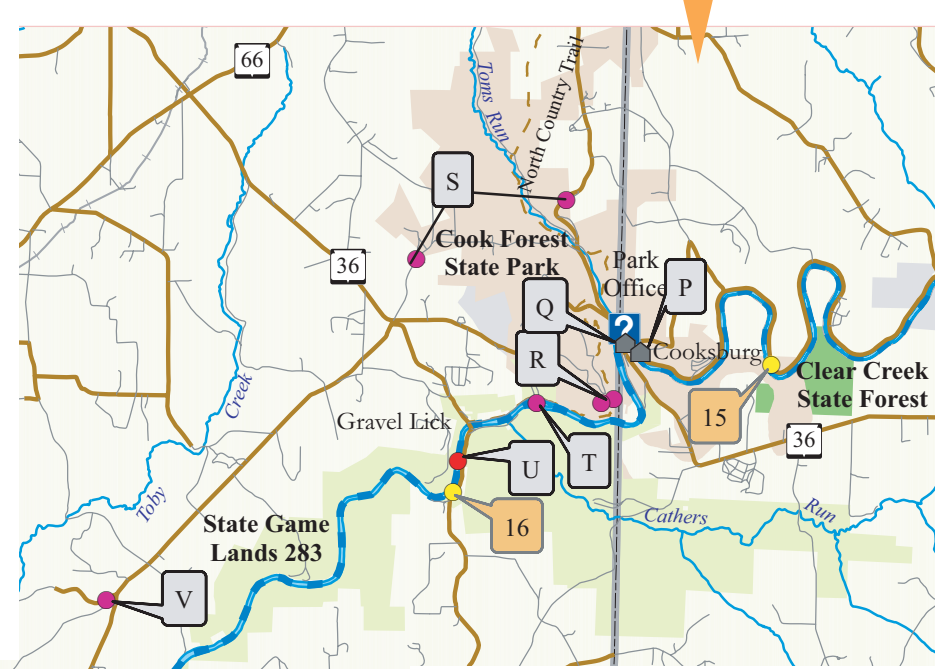 66
Toms Run
North Country Trail
S
Cook Forest
State Park
36
Park
Office
P
Q
?
R
Cooksburg
Clear Creek
State Forest
15
36
Creek
Gravel Lick
U
T
Toby
16
Cathers
Run
State Game
Lands 283
V